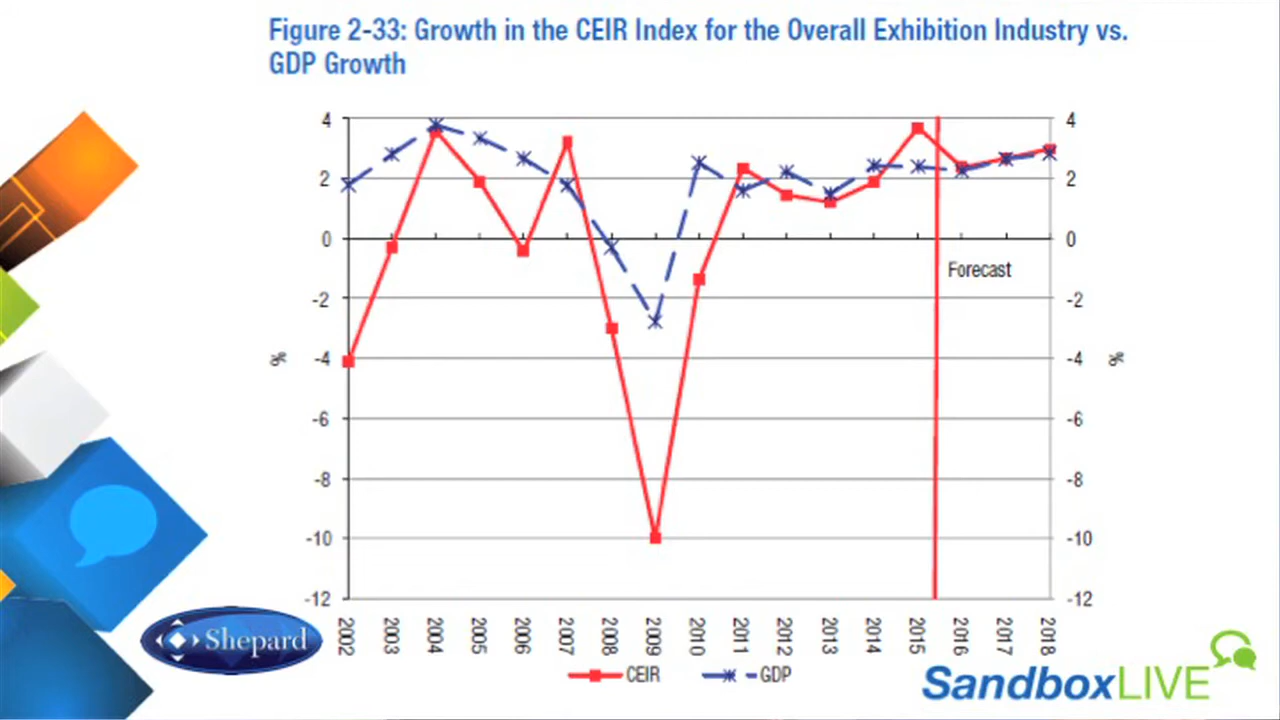 Figure 2-33: Growth in the CEIR Index for the Overall Exhibition Industry vs.
GDP Growth
4 4
2 2
0 0
Forecast
-2 -2
% -4 -4 %
-6 -6
-8 -8
-10 -10
-12 -12
2002 2003 2004 2005 2006 2007 2008 2009 2010 2011 2012 2013 2014 2015 2016 2017 2018
CEIR GDP
Shepard
SandboxLIVE